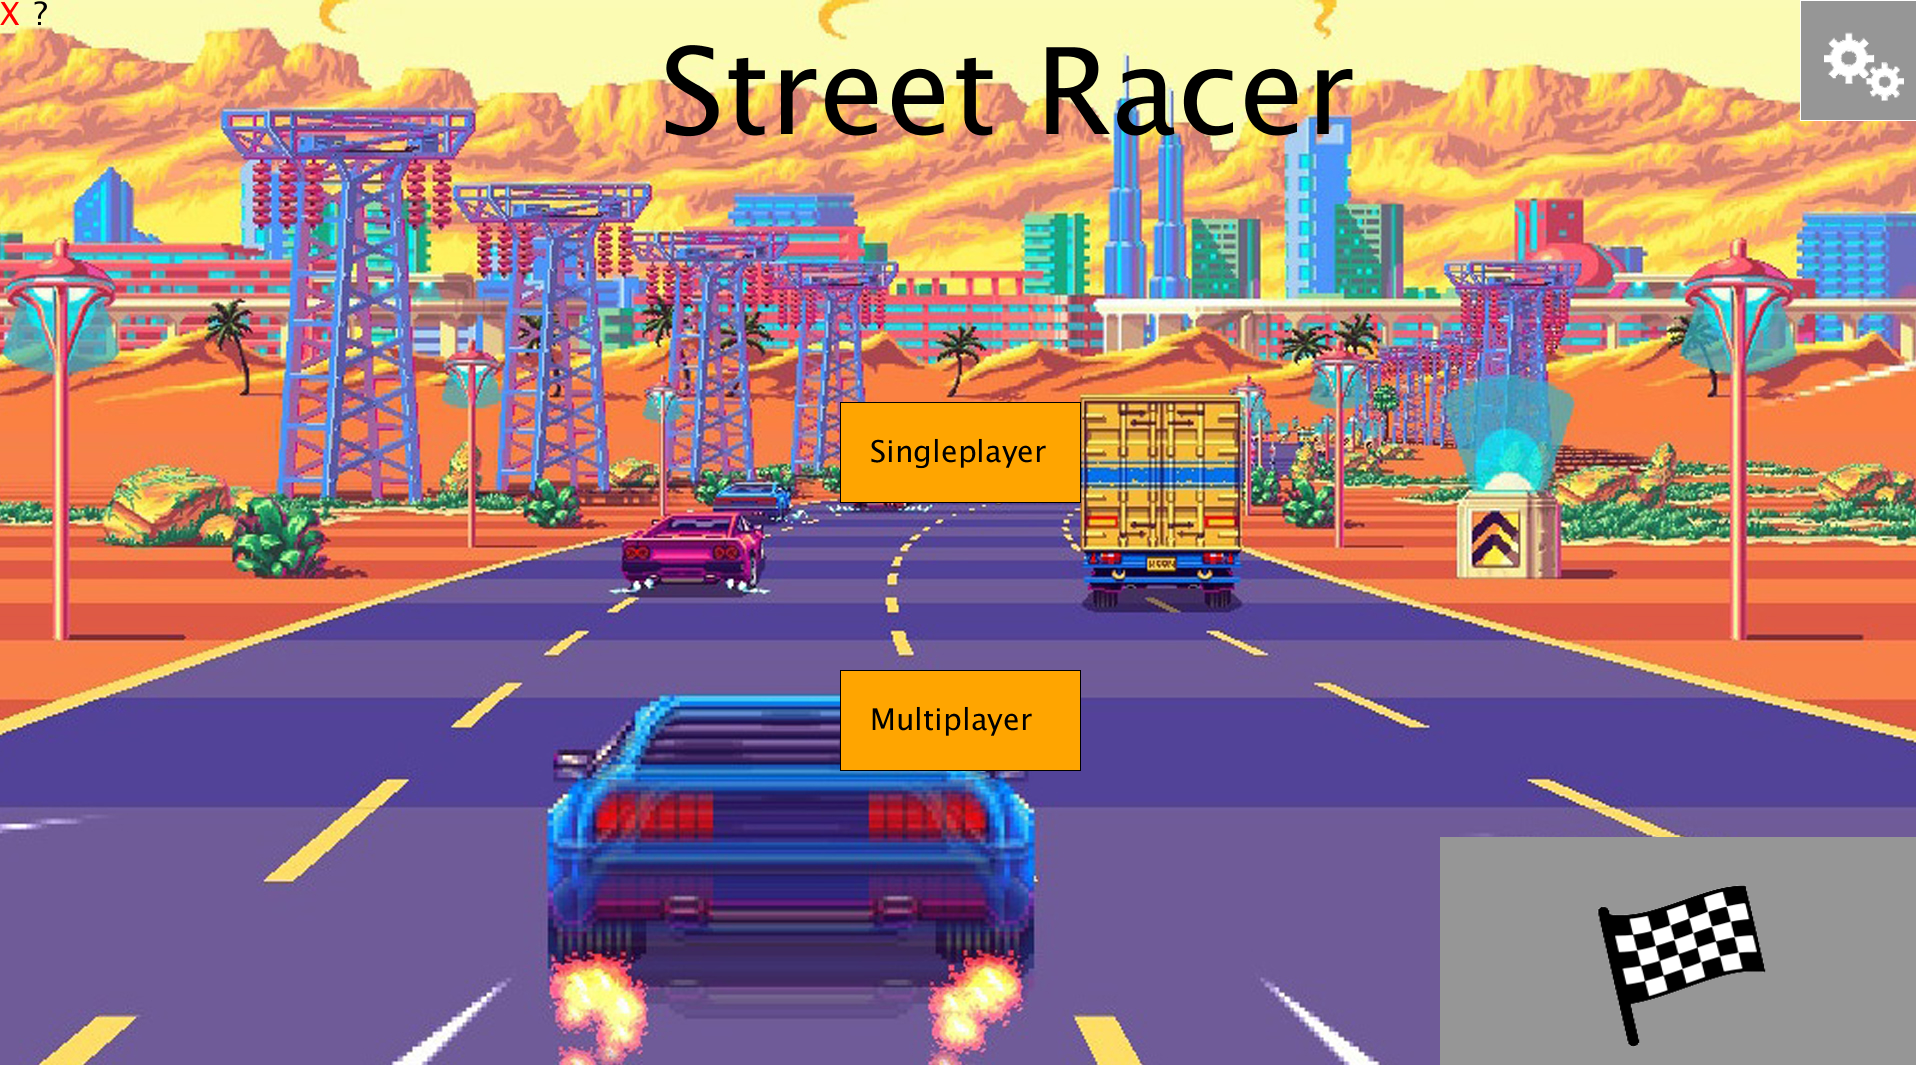 X ?
Street Racer
Singleplayer
Multiplayer